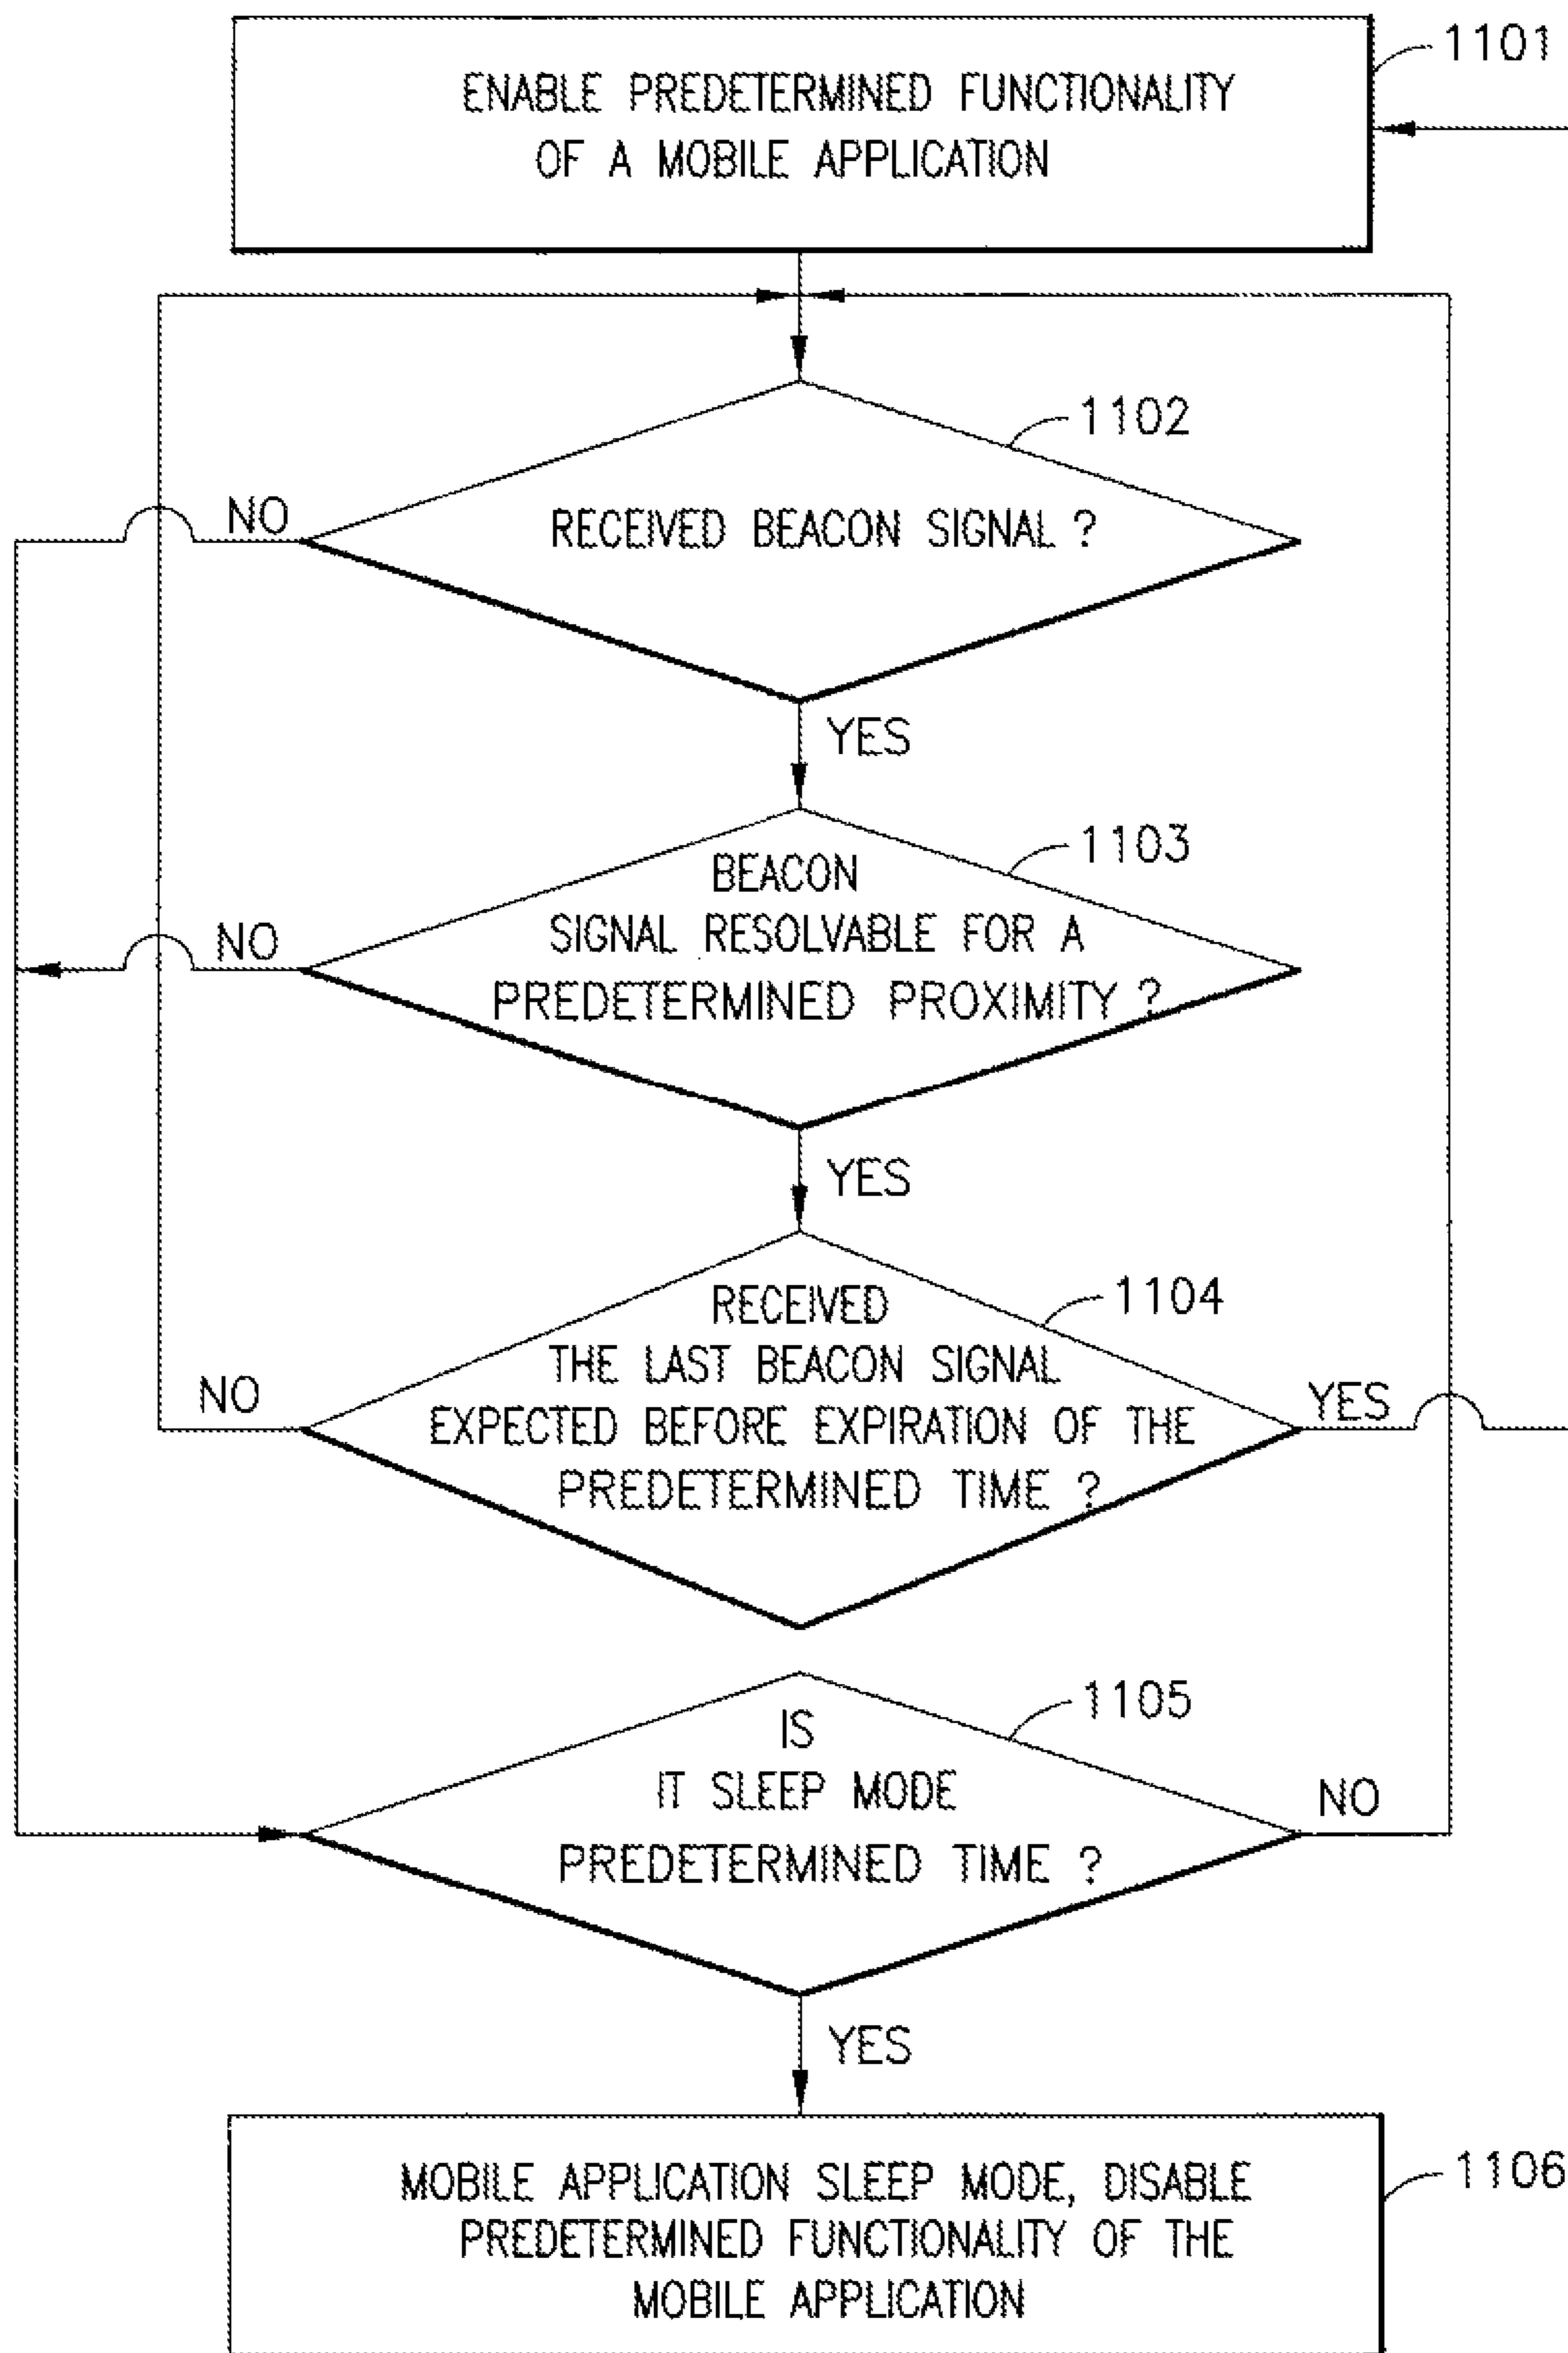 1101
ENABLE PREDETERMINED FUNCTIONALITY
OF A MOBILE APPLICATION
1102
NO
RECEIVED BEACON SIGNAL ?
YES
1103
BEACON
NO
SIGNAL RESOLVABLE FOR A
PREDETERMINED PROXIMITY ?
YES
1104
RECEIVED
THE LAST BEACON SIGNAL
NO
YES
EXPECTED BEFORE EXPIRATION OF THE
PREDETERMINED TIME ?
1105
IS
IT SLEEP MODE
NO
PREDETERMINED TIME ?
YES
1106
MOBILE APPLICATION SLEEP MODE, DISABLE
PREDETERMINED FUNCTIONALITY OF THE
MOBILE APPLICATION